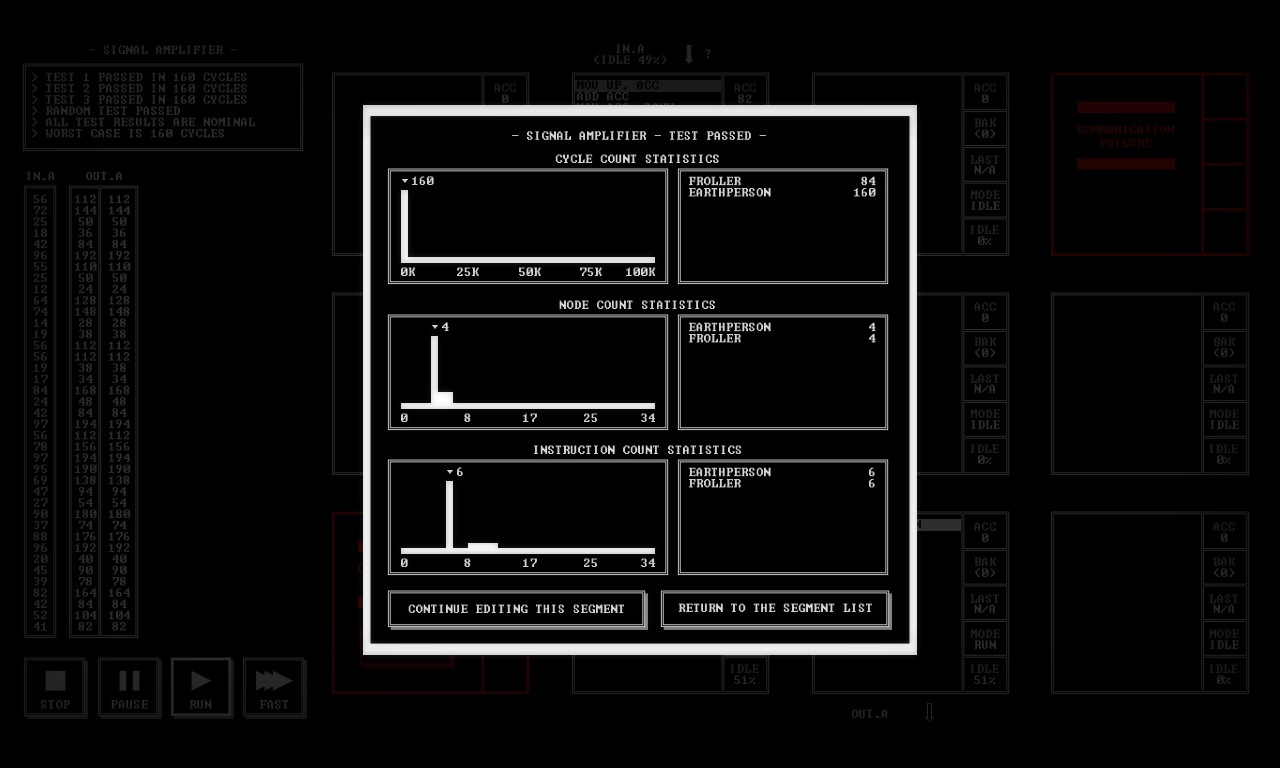 - SIGNAL AMPLIFIER -
> TEST 1 PASSED IN 160 CYCLES
> TEST 2 PASSED IN 160 CYCLES
> TEST 3 PASSED IN 160 CYCLES
> RANDOM TEST PASSED
> ALL TEST RESULTS ARE NOMINAL
> WORST CASE IS 160 CYCLES
IN.A OUT.A
56 112 112
72 144 144
25 50 50
18 36 36
42 84 84
96 192 192
55 110 110
25 50 50
12 24 24
64 128 128
74 148 148
14 28 28
19 38 38
56 112 112
56 112 112
19 38 38
17 34 34
84 168 168
24 48 48
42 84 84
97 194 194
56 112 112
78 156 156
97 194 194
95 190 190
69 138 138
47 94 94
27 54 54
90 180 180
37 74 74
88 176 176
96 192 192
20 40 40
45 90 90
39 78 78
82 164 164
42 84 84
52 104 104
41 82 82
STOP
PAUSE
RUN
FAST
IN.A
(IDLE 49%)
?
ACC
0
MOV UP, ACC
ADD ACC
ACC
82
- SIGNAL AMPLIFIER - TEST PASSED -
CYCLE COUNT STATISTICS
160
0K 25K 50K 75K 100K
FROLLER 84
EARTHPERSON 160
NODE COUNT STATISTICS
4
0 8 17 25 34
EARTHPERSON 4
FROLLER 4
INSTRUCTION COUNT STATISTICS
6
0 8 17 25 34
EARTHPERSON 6
FROLLER 6
CONTINUE EDITING THIS SEGMENT
RETURN TO THE SEGMENT LIST
ACC
0
BAK
(0)
LAST
N/A
MODE
IDLE
IDLE
0%
COMMUNICATION
FAILURE
ACC
0
BAK
(0)
LAST
N/A
MODE
IDLE
IDLE
0%
ACC
0
BAK
(0)
LAST
N/A
MODE
IDLE
IDLE
0%
IDLE
51%
ACC
0
BAK
(0)
LAST
N/A
MODE
RUN
IDLE
51%
ACC
0
BAK
(0)
LAST
N/A
MODE
IDLE
IDLE
0%
OUT.A